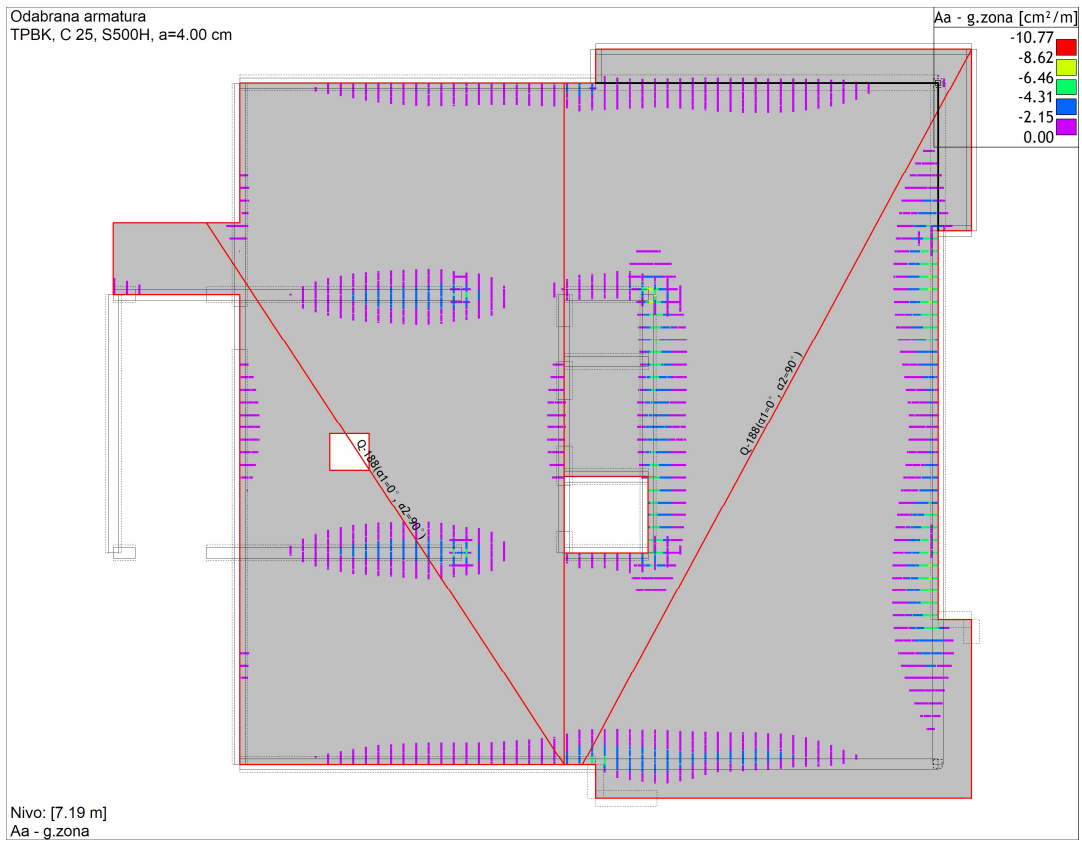 Odabrana armatura
TPBK, C 25, S500H, a=4.00 cm
Aa - g.zona [cm²/m]
-10.77
-8.62
-6.46
-4.31
-2.15
0.00
Q-188(α1=0°, α2=90°)
Q-188(α1=0°, α2=90°)
Nivo: [7.19 m]
Aa - g.zona